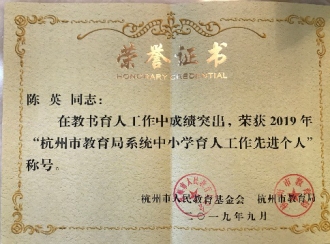 荣誉证书
HONORARY CREDENTIAL
陈英同志：
在教书育人工作中成绩突出，荣获2019年
“杭州市教育局系统中小学育人工作先进个人”
称号。
杭州市人民教育基金会 杭州市教育局
二〇一九年九月